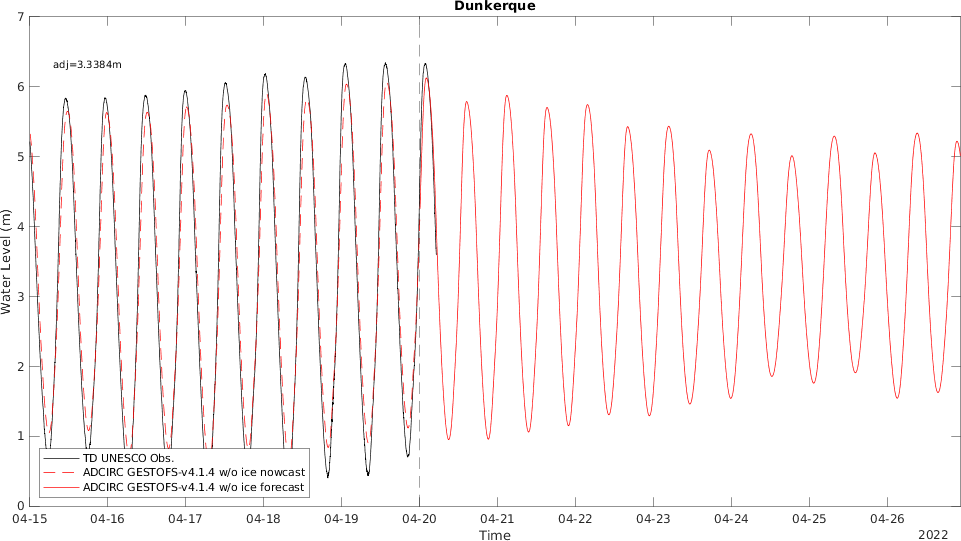 Dunkerque
adj=3.3384m
Water Level (m)
7
6
5
4
3
2
1
0
TD UNESCO Obs.
ADCIRC GESTOFS-v4.1.4 w/o ice nowcast
ADCIRC GESTOFS-v4.1.4 w/o ice forecast
04-15 04-16 04-17 04-18 04-19 04-20 04-21 04-22 04-23 04-24 04-25 04-26
Time
2022